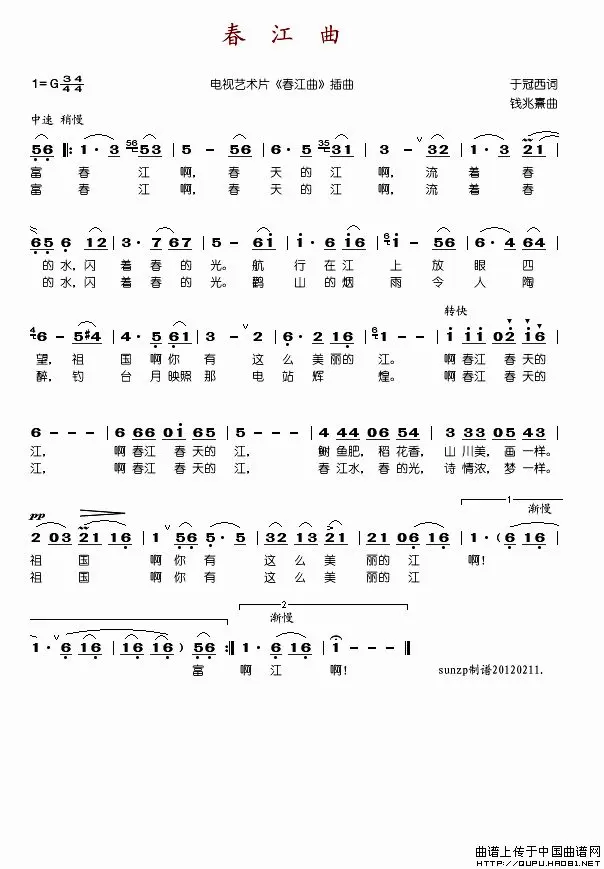 春江曲
1=G 3/4 4/4 电视艺术片《春江曲》插曲 于冠西词
钱兆熹曲
中速 稍慢
56 ‖: 1·3 56 53 | 5 - 56 | 6·5 35 31 | 3 - ∨ 32 | 1·3 21 |
富 春 江 啊, 春 天的江 啊, 流 着 春
富 春 江 啊, 春 天的江 啊, 流 着 春
65 6 12 | 3·7 67 | 5 - 6i | i·6 i6 | 6 i - 56 | 6·4 64 |
的水,闪 着春的光。航 行在江 上 放 眼 四
的水,闪 着春的光。鹳 山的烟 雨 令 人 陶
转快
4 6 - 5#4 | 4·5 61 | 3 - ∨ 2 | 6·2 16 | 6 1 - - | i ii 02 i6 |
望, 祖 国 啊你 有 这么美丽的 江。 啊春江 春天的
醉, 钓 台 月映照 那 电 站 辉 煌。 啊春江 春天的
6 - - - | 6 66 0i 65 | 5 - - - | 4 44 06 54 | 3 33 05 43 |
江, 啊春江 春天的 江, 鲥鱼肥,稻花香, 山川美,画一样。
江, 啊春江 春天的 江, 春江水,春的光, 诗情浓,梦一样。
pp 1 渐慢
2 03 21 16 | 1 ∨ 56 5·5 | 32 13 21 | 21 06 16 | 1·( 6 16 |
祖 国 啊你有 这么美 丽的江 啊!
祖 国 啊你有 这么美 丽的江
2 渐慢
1· ∨ 6 16 | 16 16 ) 56 :‖ 1·6 16 | 1 - - ‖
富 啊江 啊! sunzp制谱20120211.
曲谱上传于中国曲谱网
HTTP://QUPU.HAO81.NET